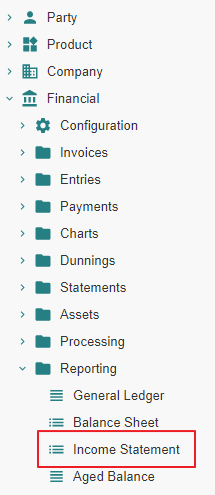 Party
Product
Company
Financial
Configuration
Invoices
Entries
Payments
Charts
Dunnings
Statements
Assets
Processing
Reporting
General Ledger
Balance Sheet
Income Statement
Aged Balance